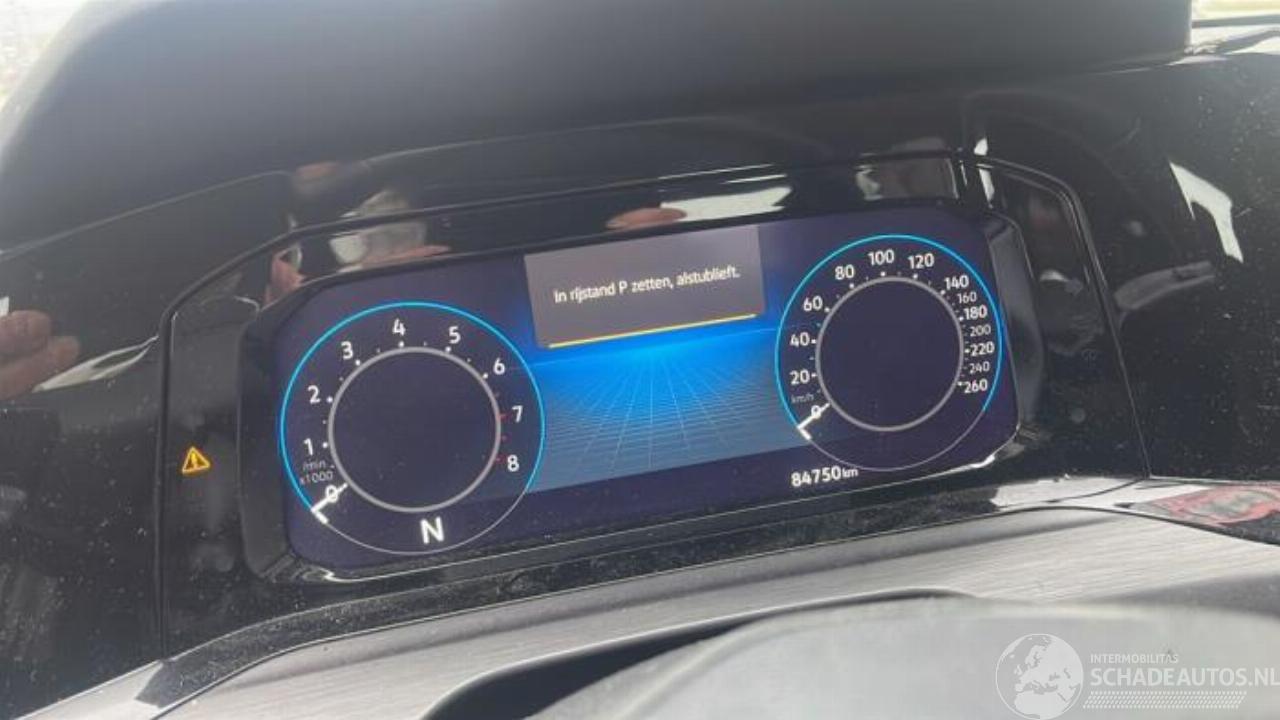 In rijstand P zetten, alstublieft.
1
2
3
4
5
6
7
8
/min
x1000
0
N
0
km/h
20
40
60
80
100
120
140
160
180
200
220
240
260
84750km
INTERMOBILITAS
SCHADEAUTOS.NL